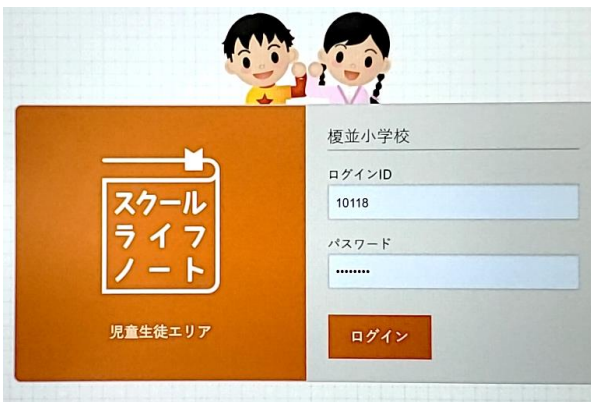 スクール
ライフ
ノート
児童生徒エリア
榎並小学校
ログインID
10118
パスワード
••••••••
ログイン